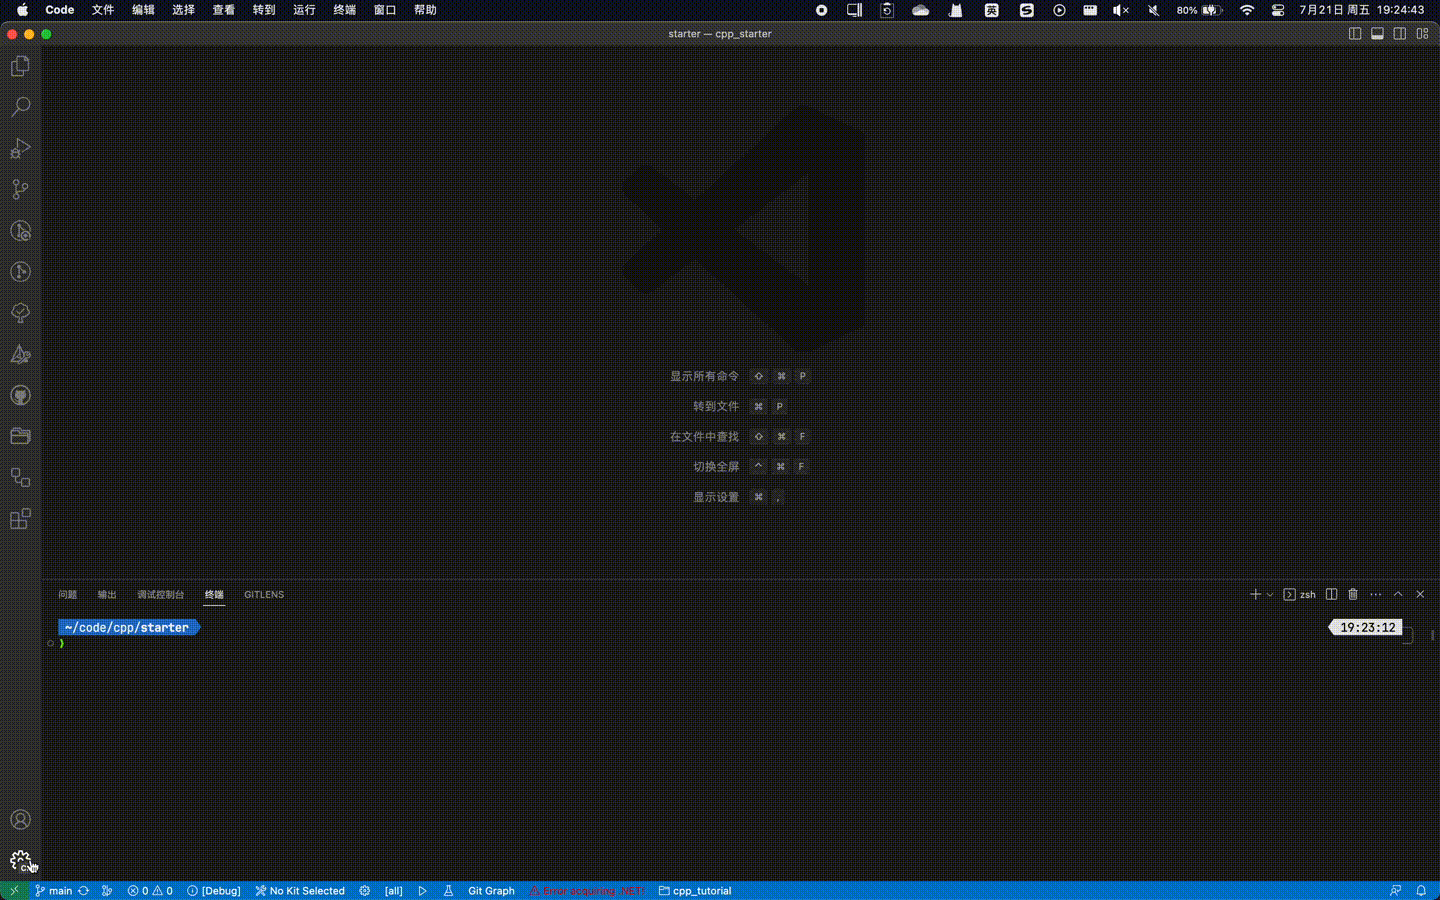 Code 文件 编辑 选择 查看 转到 运行 终端 窗口 帮助 英 S 80% 7月21日 周五 19:24:43
starter — cpp_starter
显示所有命令 ⇧ ⌘ P
转到文件 ⌘ P
在文件中查找 ⇧ ⌘ F
切换全屏 ^ ⌘ F
显示设置 ⌘ ,
问题 输出 调试控制台 终端 GITLENS zsh
~/code/cpp/starter 19:23:12
main 0 0 [Debug] No Kit Selected [all] Git Graph Error acquiring .NET! cpp_tutorial